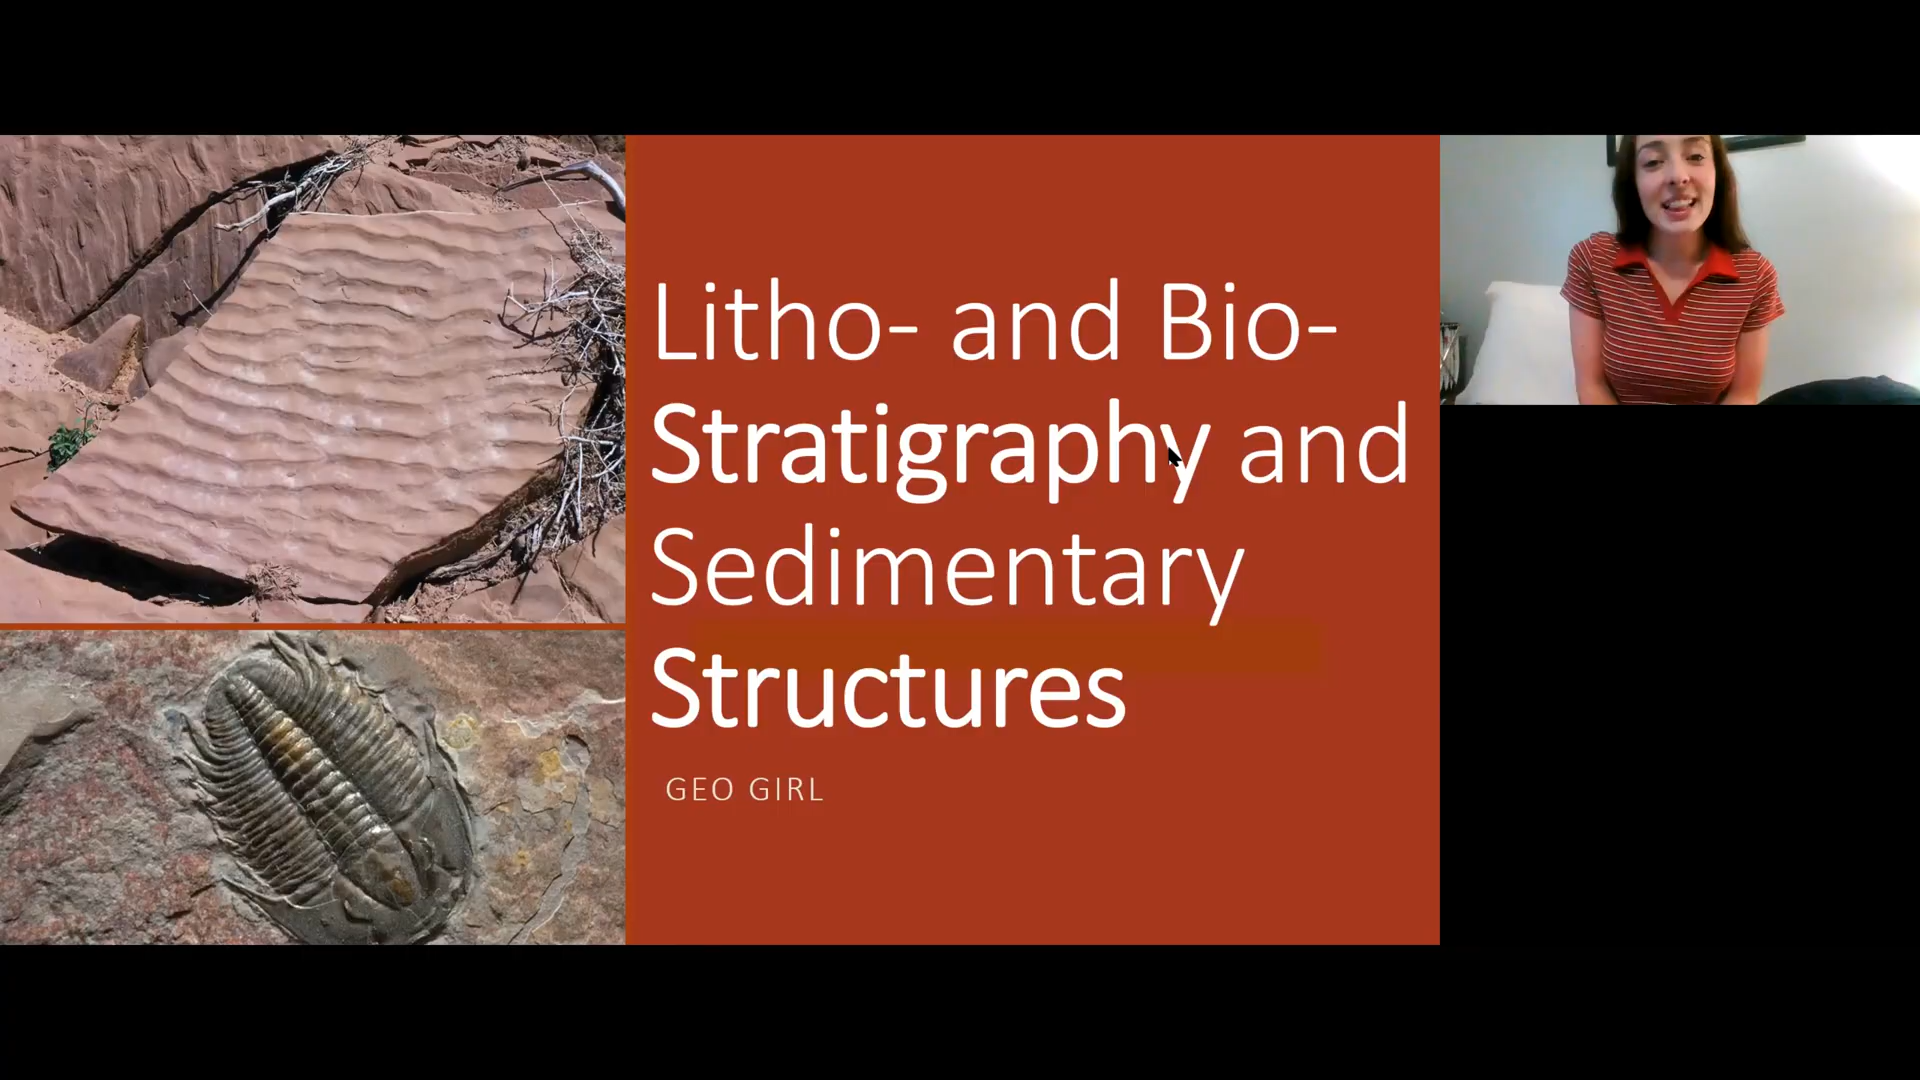 Litho- and Bio-
Stratigraphy and
Sedimentary
Structures
GEO GIRL